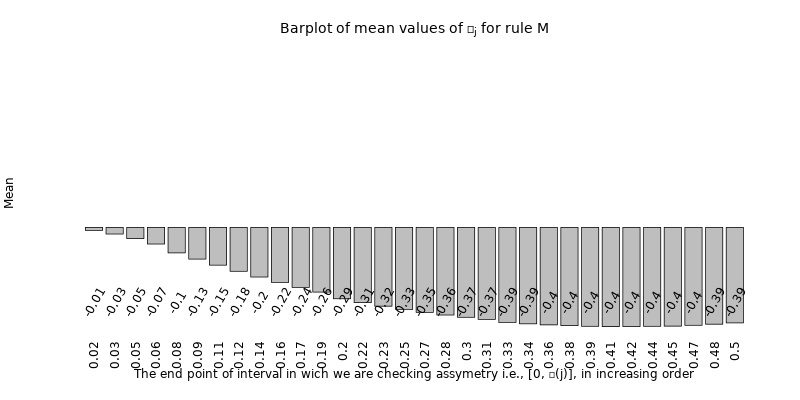 Barplot of mean values of □j for rule M
Mean
-0.01 -0.03 -0.05 -0.07 -0.1 -0.13 -0.15 -0.18 -0.2 -0.22 -0.24 -0.26 -0.29 -0.31 -0.32 -0.33 -0.35 -0.36 -0.37 -0.37 -0.39 -0.39 -0.4 -0.4 -0.4 -0.4 -0.4 -0.4 -0.4 -0.4 -0.39 -0.39
0.02 0.03 0.05 0.06 0.08 0.09 0.11 0.12 0.14 0.16 0.17 0.19 0.2 0.22 0.23 0.25 0.27 0.28 0.3 0.31 0.33 0.34 0.36 0.38 0.39 0.41 0.42 0.44 0.45 0.47 0.48 0.5
The end point of interval in wich we are checking assymetry i.e., [0, □(j)], in increasing order